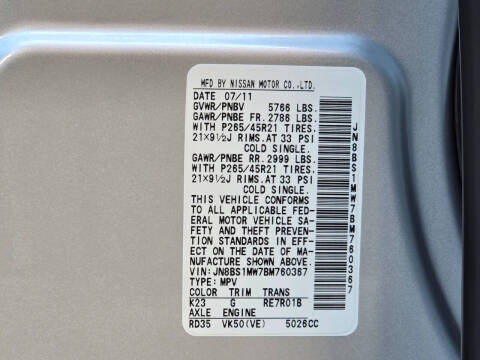 MFD BY NISSAN MOTOR CO.,LTD.
DATE 07/11
GVWR/PNBV 5766 LBS.
GAWR/PNBE FR. 2786 LBS.
WITH P265/45R21 TIRES.
21×9½J RIMS.AT 33 PSI
COLD SINGLE.
GAWR/PNBE RR. 2999 LBS.
WITH P265/45R21 TIRES.
21×9½J RIMS.AT 33 PSI
COLD SINGLE.
THIS VEHICLE CONFORMS
TO ALL APPLICABLE FED-
ERAL MOTOR VEHICLE SA-
FETY AND THEFT PREVEN-
TION STANDARDS IN EFF-
ECT ON THE DATE OF MA-
NUFACTURE SHOWN ABOVE.
VIN:JN8BS1MW7BM760367
TYPE: MPV
COLOR TRIM TRANS
K23 G RE7R01B
AXLE ENGINE
RD35 VK50(VE) 5026CC
JN8BS1MW7BM760367